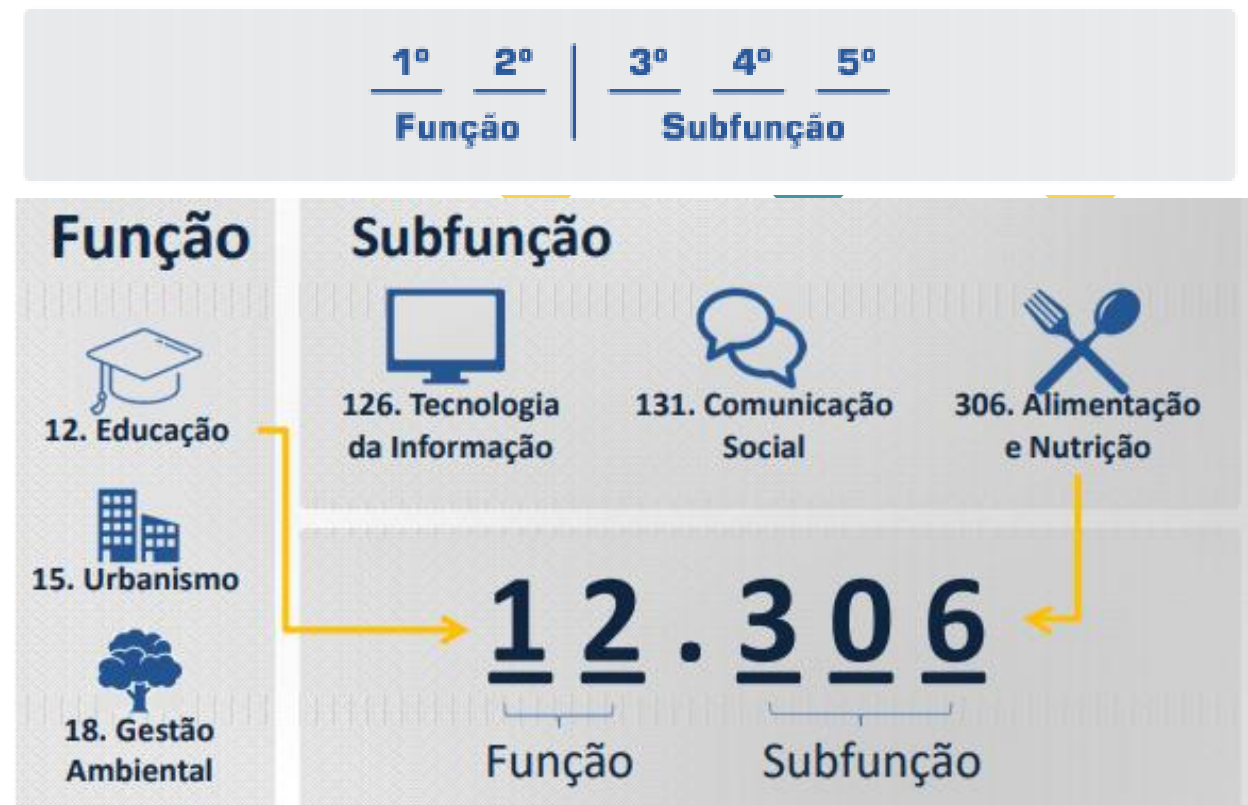 1º 2º 3º 4º 5º
Função Subfunção
Função
12. Educação
15. Urbanismo
18. Gestão
Ambiental
Subfunção
126. Tecnologia
da Informação
131. Comunicação
Social
306. Alimentação
e Nutrição
12.306
Função Subfunção